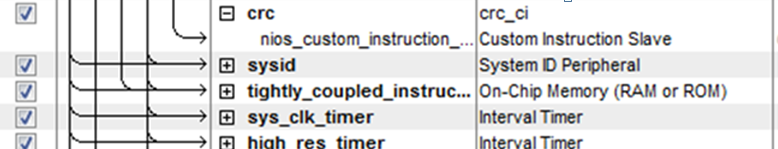 crc crc_ci
nios_custom_instruction_... Custom Instruction Slave
sysid System ID Peripheral
tightly_coupled_instruc... On-Chip Memory (RAM or ROM)
sys_clk_timer Interval Timer
high_res_timer Interval Timer